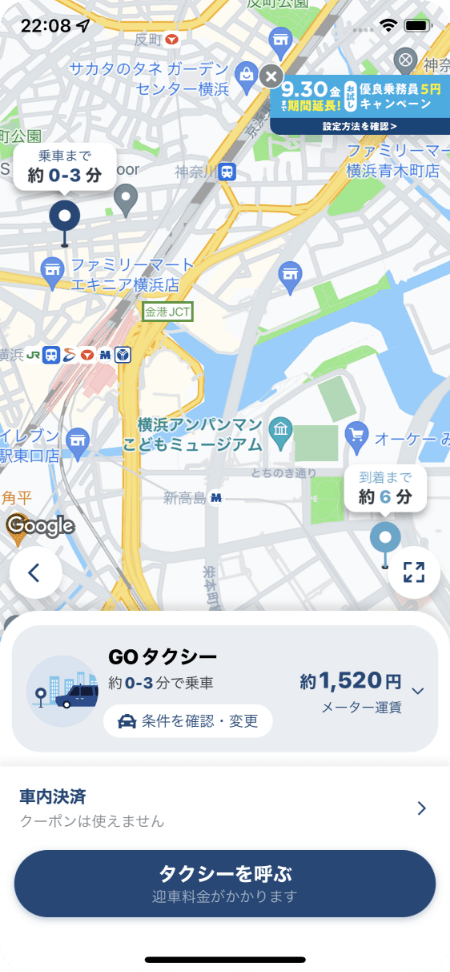 22:08
反町公園
反町
サカタのタネ ガーデン
センター横浜
神奈
9.30金
まで期間延長!
お試し
優良乗務員5円
キャンペーン
設定方法を確認 >
町公園
乗車まで
約 0-3 分
oor
神奈川
ファミリーマー
横浜青木町店
ファミリーマート
エキニア横浜店
金港JCT
横浜
JR
横浜アンパンマン
こどもミュージアム
イレブン
駅東口店
オーケー み
とちのき通り
到着まで
約 6 分
新高島
角平
Google
栄本町
GO タクシー
約 0-3 分で乗車
条件を確認・変更
約 1,520 円
メーター運賃
車内決済
クーポンは使えません
タクシーを呼ぶ
迎車料金がかかります